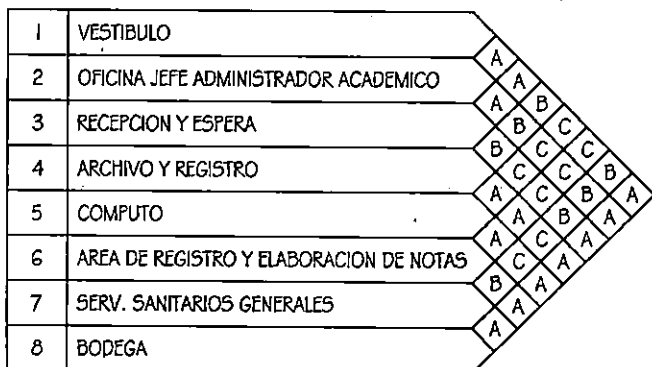 1 VESTIBULO
A
2 OFICINA JEFE ADMINISTRADOR ACADEMICO A
A B
3 RECEPCION Y ESPERA B C
B C C
4 ARCHIVO Y REGISTRO C C B
A C B A
5 COMPUTO A B A
A C A
6 AREA DE REGISTRO Y ELABORACION DE NOTAS C A
B A
7 SERV. SANITARIOS GENERALES A
A
8 BODEGA